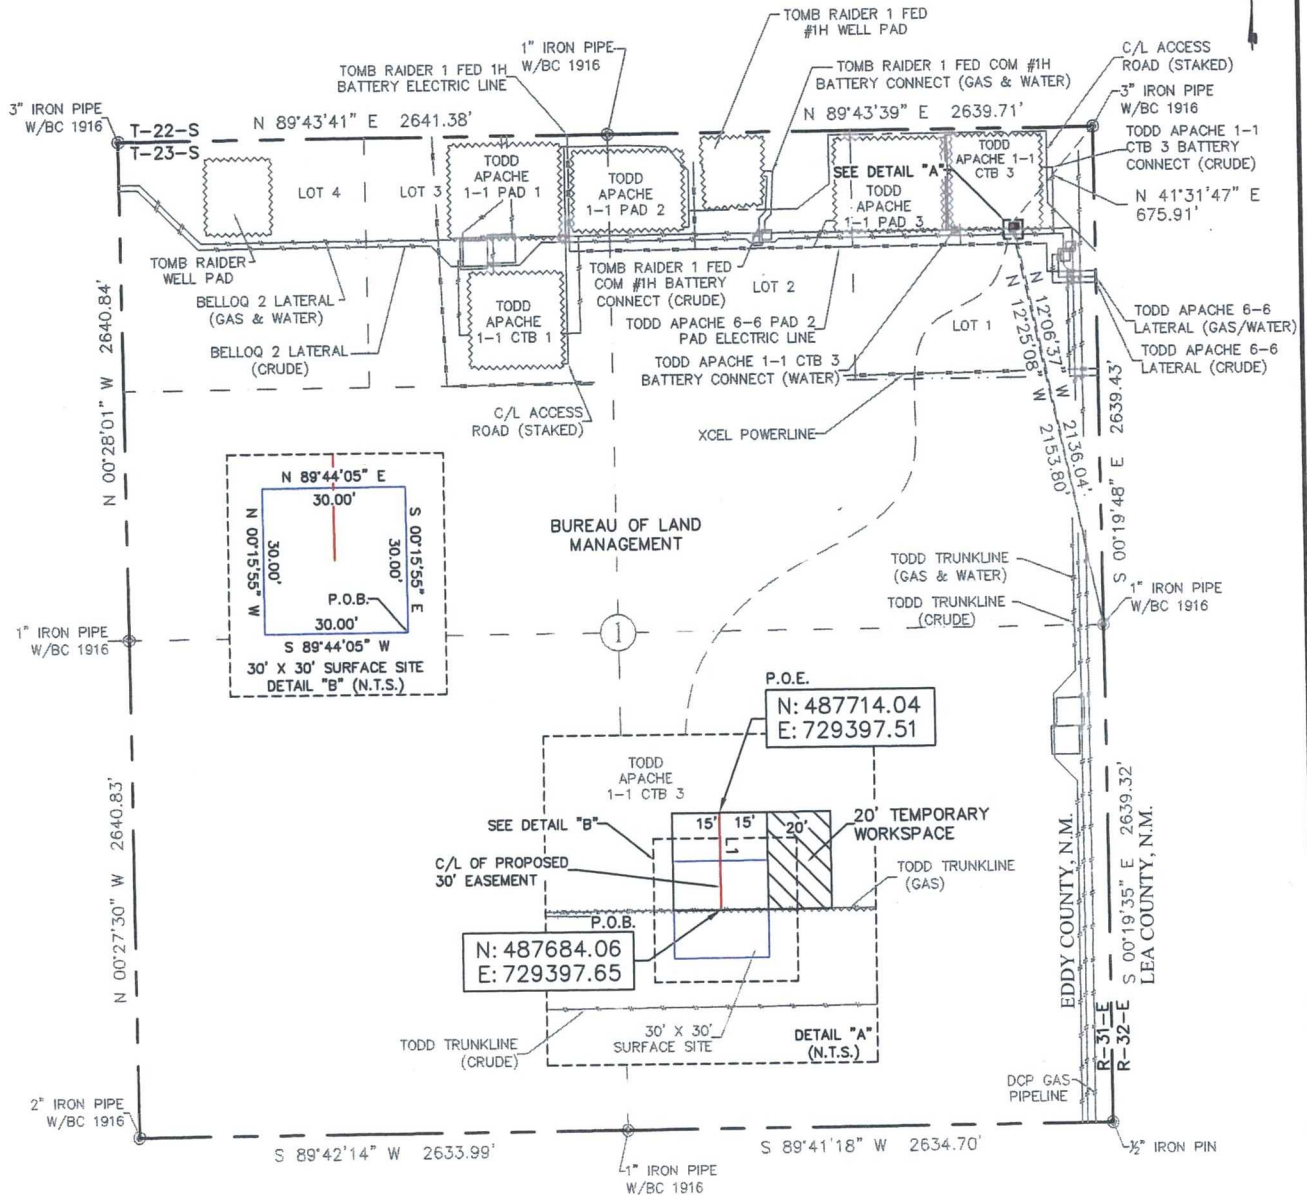 TOMB RAIDER 1 FED
#1H WELL PAD
1" IRON PIPE
W/BC 1916
TOMB RAIDER 1 FED 1H
BATTERY ELECTRIC LINE
TOMB RAIDER 1 FED COM #1H
BATTERY CONNECT (GAS & WATER)
C/L ACCESS
ROAD (STAKED)
3" IRON PIPE
W/BC 1916
3" IRON PIPE
W/BC 1916
T-22-S
T-23-S
N 89°43'41" E 2641.38'
N 89°43'39" E 2639.71'
TODD APACHE 1-1
CTB 3 BATTERY
CONNECT (CRUDE)
N 41°31'47" E
675.91'
LOT 4
LOT 3
TODD
APACHE
1-1 PAD 1
TODD
APACHE
1-1 PAD 2
SEE DETAIL "A"
TODD
APACHE
1-1 PAD 3
TODD
APACHE 1-1
CTB 3
TOMB RAIDER
WELL PAD
BELLOQ 2 LATERAL
(GAS & WATER)
BELLOQ 2 LATERAL
(CRUDE)
TODD
APACHE
1-1 CTB 1
TOMB RAIDER 1 FED
COM #1H BATTERY
CONNECT (CRUDE)
LOT 2
TODD APACHE 6-6 PAD 2
PAD ELECTRIC LINE
TODD APACHE 1-1 CTB 3
BATTERY CONNECT (WATER)
LOT 1
TODD APACHE 6-6
LATERAL (GAS/WATER)
TODD APACHE 6-6
LATERAL (CRUDE)
C/L ACCESS
ROAD (STAKED)
XCEL POWERLINE
N 12°06'37" W 2136.04'
N 12°25'08" W 2153.80'
N 00°28'01" W 2640.84'
S 00°19'48" E 2639.43'
N 89°44'05" E
30.00'
N 00°15'55" W
30.00'
30.00'
S 00°15'55" E
P.O.B.
30.00'
S 89°44'05" W
30' X 30' SURFACE SITE
DETAIL "B" (N.T.S.)
BUREAU OF LAND
MANAGEMENT
TODD TRUNKLINE
(GAS & WATER)
TODD TRUNKLINE
(CRUDE)
1" IRON PIPE
W/BC 1916
1" IRON PIPE
W/BC 1916
1
P.O.E.
N: 487714.04
E: 729397.51
TODD
APACHE
1-1 CTB 3
SEE DETAIL "B"
15' 15' 20'
20' TEMPORARY
WORKSPACE
C/L OF PROPOSED
30' EASEMENT
TODD TRUNKLINE
(GAS)
P.O.B.
N: 487684.06
E: 729397.65
TODD TRUNKLINE
(CRUDE)
30' X 30'
SURFACE SITE
DETAIL "A"
(N.T.S.)
N 00°27'30" W 2640.83'
EDDY COUNTY, N.M.
S 00°19'35" E 2639.32'
LEA COUNTY, N.M.
R-31-E
R-32-E
DCP GAS
PIPELINE
2" IRON PIPE
W/BC 1916
S 89°42'14" W 2633.99'
S 89°41'18" W 2634.70'
1" IRON PIPE
W/BC 1916
½" IRON PIN